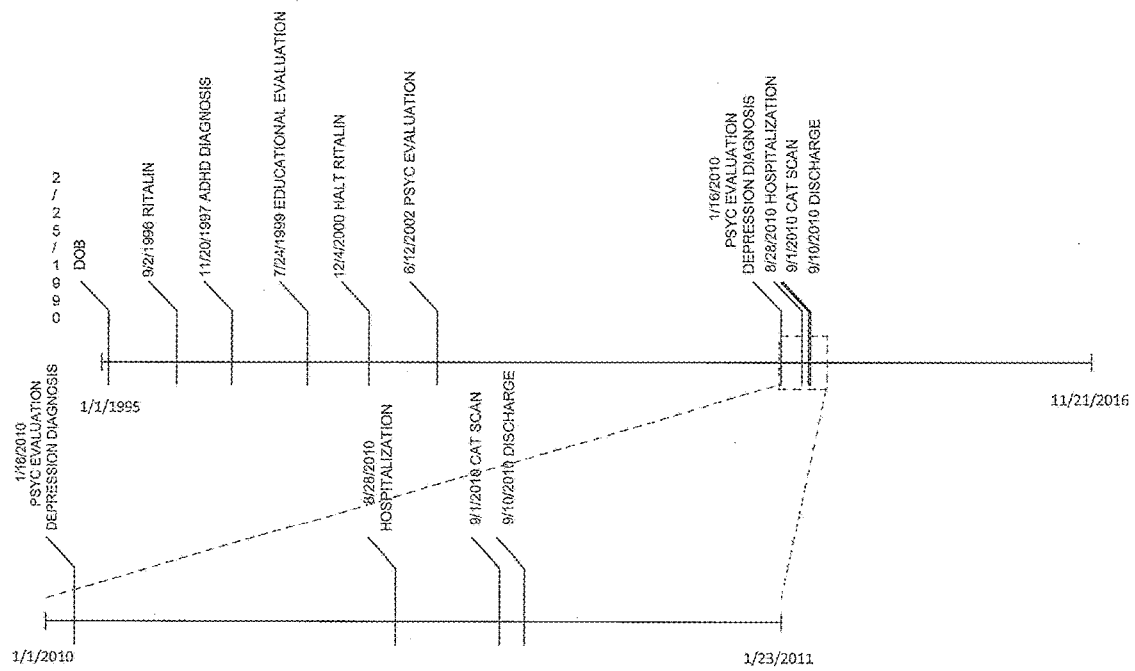 2/25/1990
DOB
9/2/1996 RITALIN
11/20/1997 ADHD DIAGNOSIS
7/24/1999 EDUCATIONAL EVALUATION
12/4/2000 HALT RITALIN
6/12/2002 PSYC EVALUATION
1/16/2010
PSYC EVALUATION
DEPRESSION DIAGNOSIS
8/28/2010 HOSPITALIZATION
9/1/2010 CAT SCAN
9/10/2010 DISCHARGE
1/1/1995
11/21/2016
1/16/2010
PSYC EVALUATION
DEPRESSION DIAGNOSIS
8/28/2010
HOSPITALIZATION
9/1/2010 CAT SCAN
9/10/2010 DISCHARGE
1/1/2010
1/23/2011